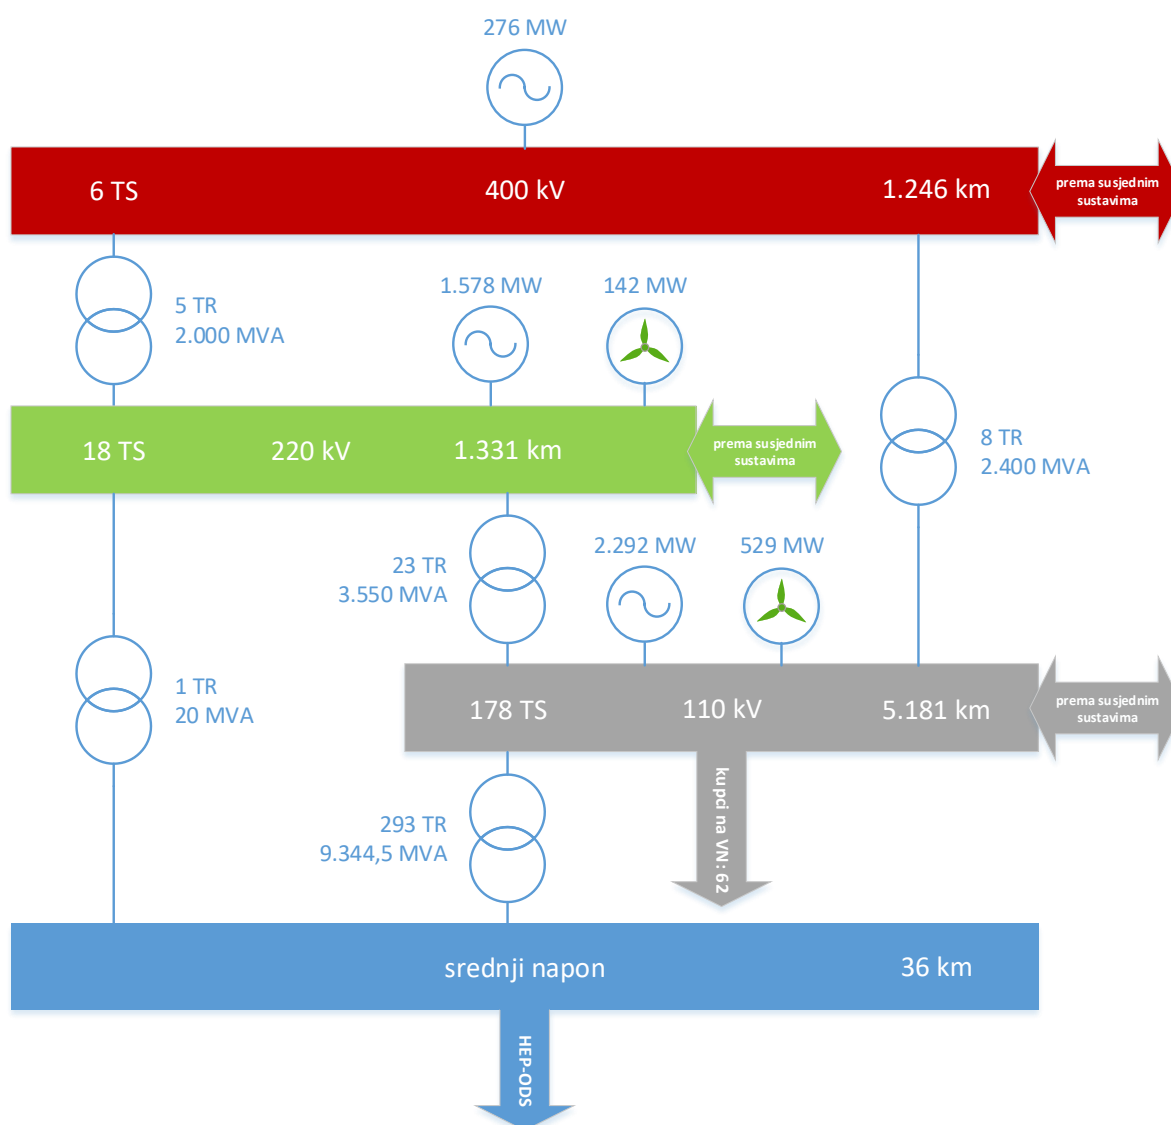 276 MW
6 TS
400 kV
1.246 km
prema susjednim
sustavima
5 TR
2.000 MVA
1.578 MW
142 MW
18 TS
220 kV
1.331 km
prema susjednim
sustavima
8 TR
2.400 MVA
23 TR
3.550 MVA
2.292 MW
529 MW
1 TR
20 MVA
178 TS
110 kV
5.181 km
prema susjednim
sustavima
293 TR
9.344,5 MVA
kupci na VN: 62
srednji napon
36 km
HEP-ODS